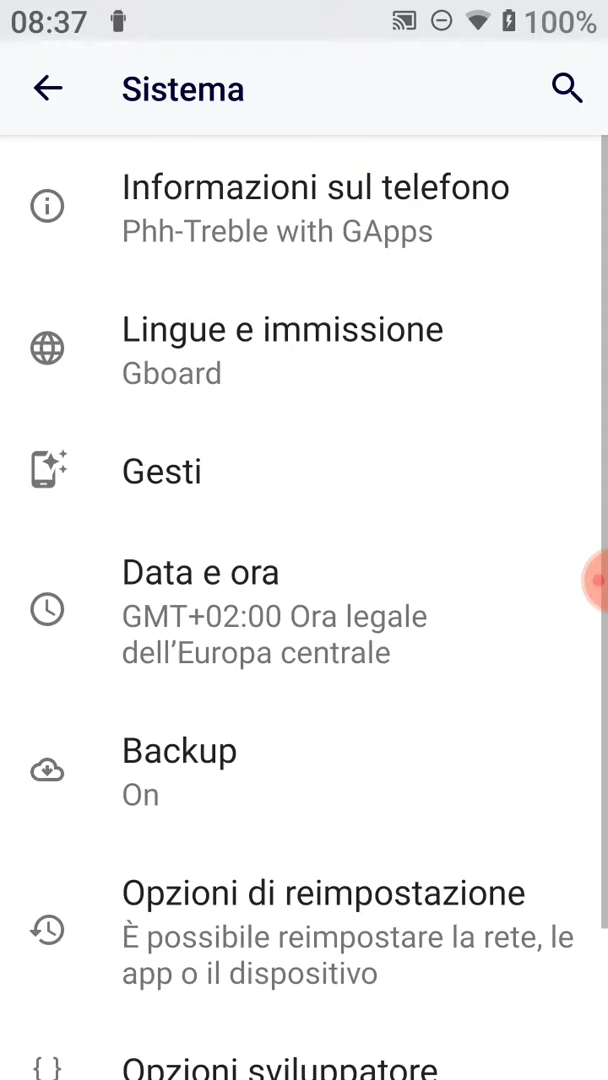 08:37
100%
Sistema
Informazioni sul telefono
Phh-Treble with GApps
Lingue e immissione
Gboard
Gesti
Data e ora
GMT+02:00 Ora legale
dell’Europa centrale
Backup
On
Opzioni di reimpostazione
È possibile reimpostare la rete, le
app o il dispositivo
Opzioni sviluppatore